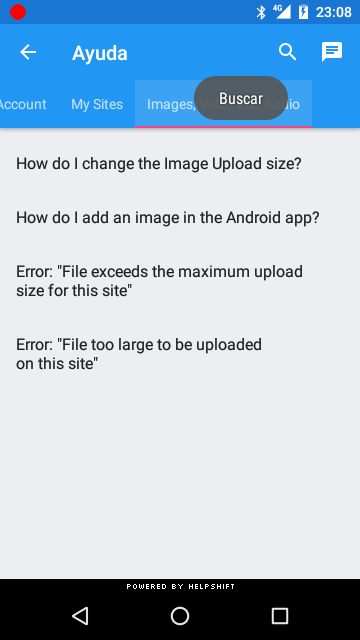 4G 23:08
Ayuda
Account My Sites Images, Audio
Buscar
How do I change the Image Upload size?
How do I add an image in the Android app?
Error: "File exceeds the maximum upload
size for this site"
Error: "File too large to be uploaded
on this site"
POWERED BY HELPSHIFT